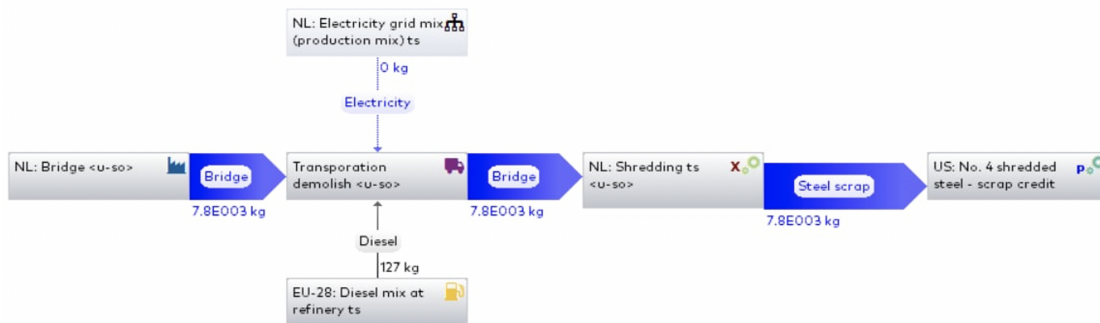 NL: Electricity grid mix
(production mix) ts
0 kg
Electricity
NL: Bridge <u-so>
Bridge
7.8E003 kg
Transporation
demolish <u-so>
Bridge
7.8E003 kg
NL: Shredding ts
<u-so>
X
Steel scrap
7.8E003 kg
US: No. 4 shredded
steel - scrap credit
P
Diesel
127 kg
EU-28: Diesel mix at
refinery ts